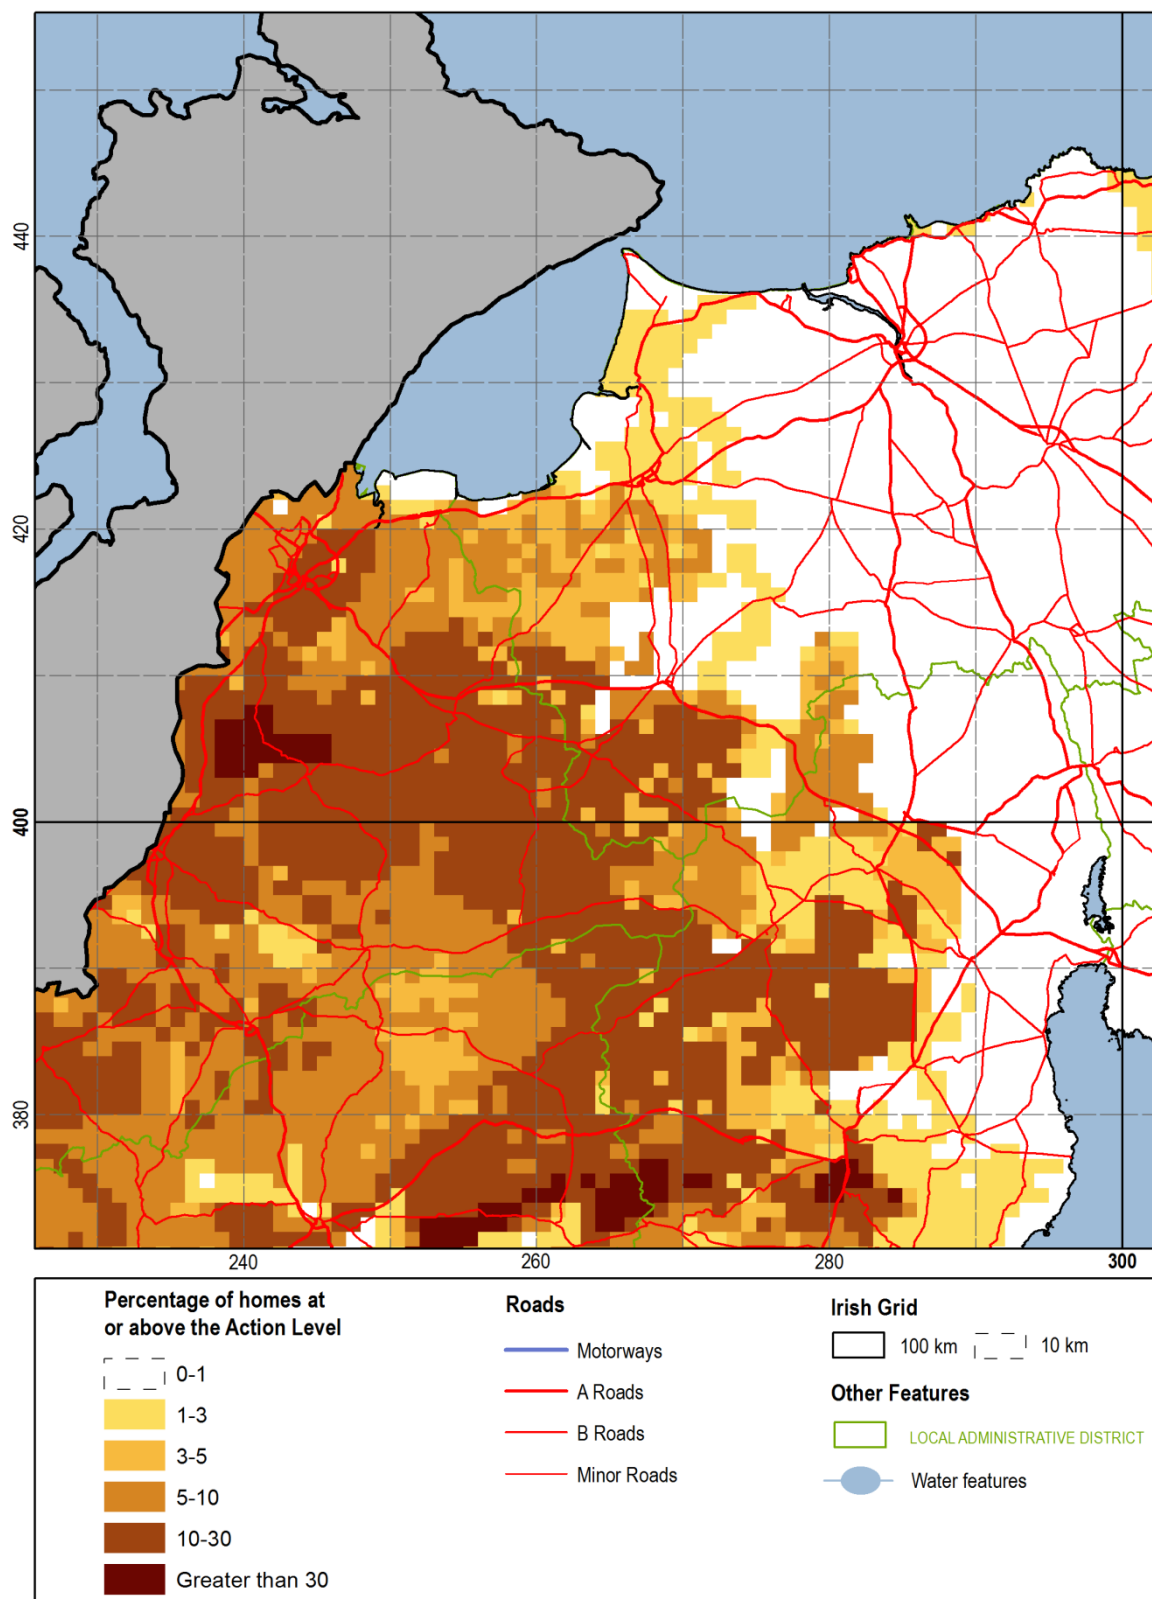 440
420
400
380
240
260
280
300
Percentage of homes at
or above the Action Level
0-1
1-3
3-5
5-10
10-30
Greater than 30
Roads
Motorways
A Roads
B Roads
Minor Roads
Irish Grid
100 km
10 km
Other Features
LOCAL ADMINISTRATIVE DISTRICT
Water features